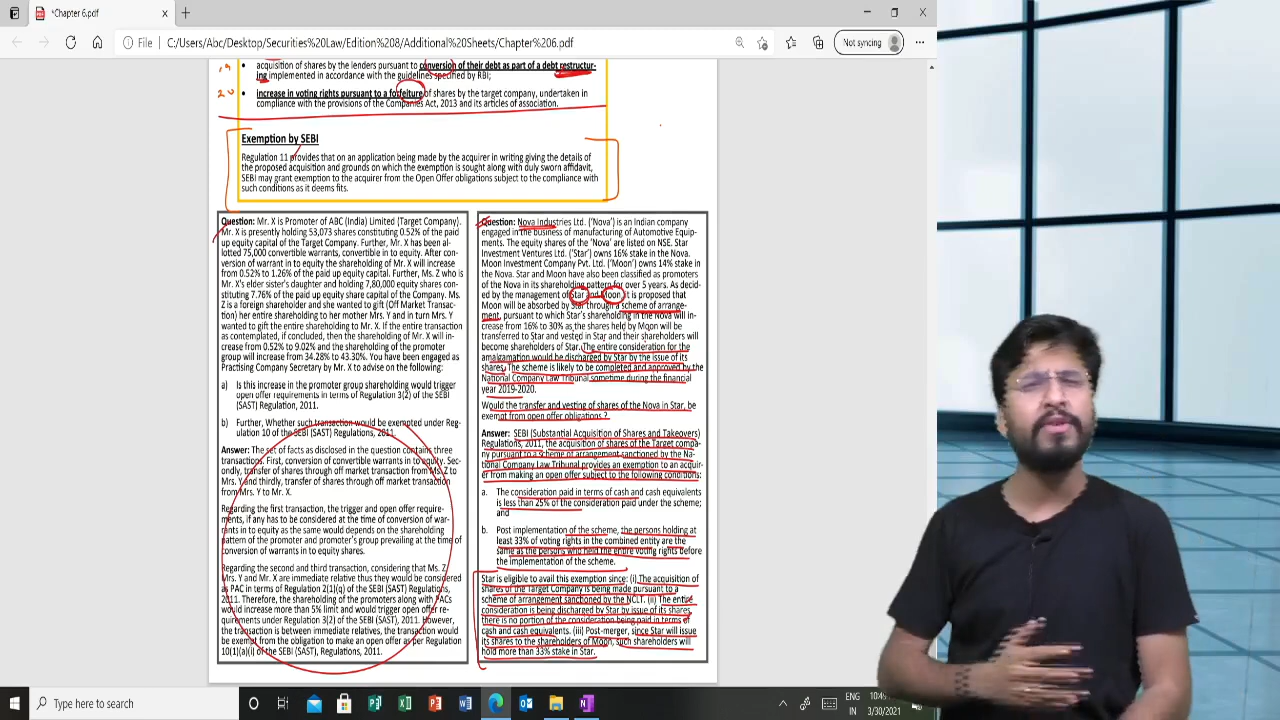 *Chapter 6.pdf
File
C:/Users/Abc/Desktop/Securities%20Law/Edition%208/Additional%20Sheets/Chapter%206.pdf
Not syncing
19
• acquisition of shares by the lenders pursuant to conversion of their debt as part of a debt restructur-
ing implemented in accordance with the guidelines specified by RBI;
20
• increase in voting rights pursuant to a forfeiture of shares by the target company, undertaken in
compliance with the provisions of the Companies Act, 2013 and its articles of association.
Exemption by SEBI
Regulation 11 provides that on an application being made by the acquirer in writing giving the details of
the proposed acquisition and grounds on which the exemption is sought along with duly sworn affidavit,
SEBI may grant exemption to the acquirer from the Open Offer obligations subject to the compliance with
such conditions as it deems fits.
Question: Mr. X is Promoter of ABC (India) Limited (Target Company).
Mr. X is presently holding 53,073 shares constituting 0.52% of the paid
up equity capital of the Target Company. Further, Mr. X has been al-
lotted 75,000 convertible warrants, convertible in to equity. After con-
version of warrant in to equity the shareholding of Mr. X will increase
from 0.52% to 1.26% of the paid up equity capital. Further, Ms. Z who is
Mr. X's elder sister's daughter and holding 7,80,000 equity shares con-
stituting 7.76% of the paid up equity share capital of the Company. Ms.
Z is a foreign shareholder and wanted to gift (Off Market Transac-
tion) her entire shareholding to her mother Mrs. Y and in turn Mrs. Y
wanted to gift the entire shareholding to Mr. X. If the entire transaction
as contemplated, if concluded, then the shareholding of Mr. X will in-
crease from 0.52% to 9.02% and the shareholding of the promoter
group will increase from 34.28% to 43.30%. You have been engaged as
Practising Company Secretary by Mr. X to advise on the following:
a) Is this increase in the promoter group shareholding would trigger
open offer requirements in terms of Regulation 3(2) of the SEBI
(SAST) Regulation, 2011.
b) Further, Whether such transaction would be exempted under Reg-
ulation 10 of the SEBI (SAST) Regulations, 2011.
Answer: The set of facts as disclosed in the question contains three
transactions. First, conversion of convertible warrants in to equity. Sec-
ondly, transfer of shares through off market transaction from Ms. Z to
Mrs. Y and thirdly, transfer of shares through off market transaction
from Mrs. Y to Mr. X.
Regarding the first transaction, the trigger and open offer require-
ments, if any has to be considered at the time of conversion of war-
rants in to equity as the same would depends on the shareholding
pattern of the promoter and promoter's group prevailing at the time of
conversion of warrants in to equity shares.
Regarding the second and third transaction, considering that Ms. Z
Mrs. Y and Mr. X are immediate relative thus they would be considered
as PAC in terms of Regulation 2(1)(q) of the SEBI (SAST) Regulations,
2011. Therefore, the shareholding of the promoters along with PACs
would increase more than 5% limit and would trigger open offer re-
quirements under Regulation 3(2) of the SEBI (SAST), 2011. However,
the transaction is between immediate relatives, the transaction would
be exempt from the obligation to make an open offer as per Regulation
10(1)(a)(i) of the SEBI (SAST), Regulations, 2011.
Question: Nova Industries Ltd. ('Nova') is an Indian company
engaged in the business of manufacturing of Automotive Equip-
ments. The equity shares of the 'Nova' are listed on NSE. Star
Investment Ventures Ltd. ('Star') owns 16% stake in the Nova.
Moon Investment Company Pvt. Ltd. ('Moon') owns 14% stake in
the Nova. Star and Moon have also been classified as promoters
of the Nova in its shareholding pattern for over 5 years. As decid-
ed by the management of Star and Moon, it is proposed that
Moon will be absorbed by Star through a scheme of arrange-
ment, pursuant to which Star's shareholding in the Nova will in-
crease from 16% to 30% as the shares held by Moon will be
transferred to Star and vested in Star and their shareholders will
become shareholders of Star. The entire consideration for the
amalgamation would be discharged by Star by the issue of its
shares. The scheme is likely to be completed and approved by the
National Company Law Tribunal sometime during the financial
year 2019-2020.
Would the transfer and vesting of shares of the Nova in Star, be
exempt from open offer obligations ?
Answer: SEBI (Substantial Acquisition of Shares and Takeovers)
Regulations, 2011, the acquisition of shares of the Target compa-
ny pursuant to a scheme of arrangement sanctioned by the Na-
tional Company Law Tribunal provides an exemption to an acquir-
er from making an open offer subject to the following conditions:
a. The consideration paid in terms of cash and cash equivalents
is less than 25% of the consideration paid under the scheme;
and
b. Post implementation of the scheme, the persons holding at
least 33% of voting rights in the combined entity are the
same as the persons who held the entire voting rights before
the implementation of the scheme.
Star is eligible to avail this exemption since: (i) The acquisition of
shares of the Target Company is being made pursuant to a
scheme of arrangement sanctioned by the NCLT. (ii) The entire
consideration is being discharged by Star by issue of its shares,
there is no portion of the consideration being paid in terms of
cash and cash equivalents. (iii) Post-merger, since Star will issue
its shares to the shareholders of Moon, such shareholders will
hold more than 33% stake in Star.
Type here to search
ENG
IN
3/30/2021